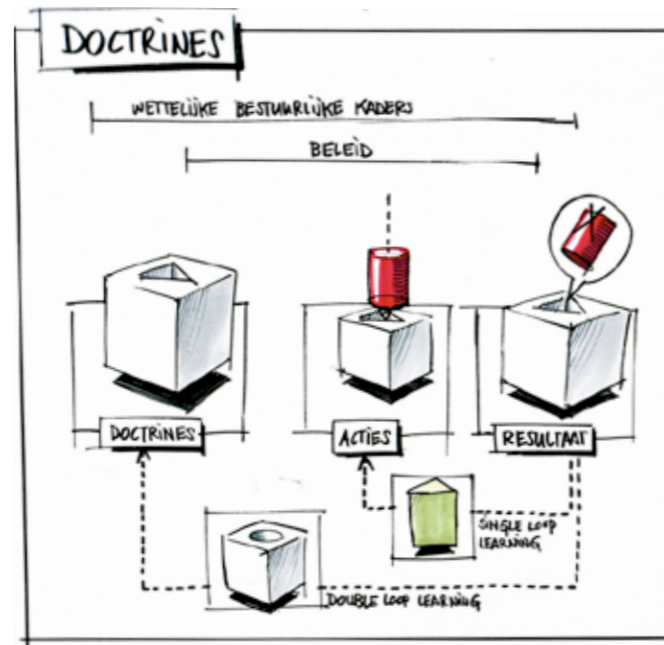 DOCTRINES
WETTELIJKE BESTUURLIJKE KADERS
BELEID
DOCTRINES
ACTIES
RESULTAAT
SINGLE LOOP
LEARNING
DOUBLE LOOP LEARNING